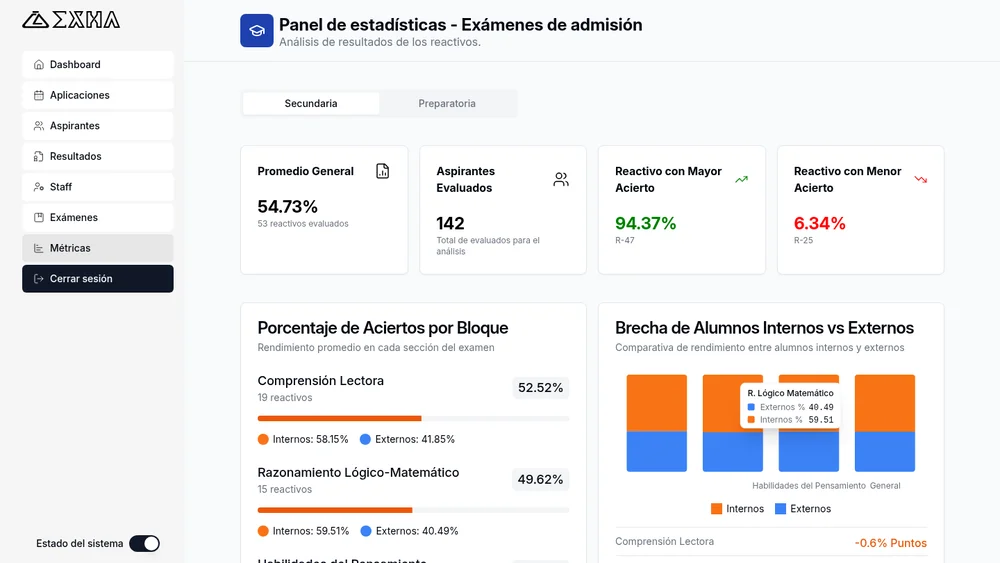 EXMA
Dashboard
Aplicaciones
Aspirantes
Resultados
Staff
Exámenes
Métricas
Cerrar sesión
Estado del sistema
Panel de estadísticas - Exámenes de admisión
Análisis de resultados de los reactivos.
Secundaria
Preparatoria
Promedio General
54.73%
53 reactivos evaluados
Aspirantes
Evaluados
142
Total de evaluados para el
análisis
Reactivo con Mayor
Acierto
94.37%
R-47
Reactivo con Menor
Acierto
6.34%
R-25
Porcentaje de Aciertos por Bloque
Rendimiento promedio en cada sección del examen
Comprensión Lectora
19 reactivos
52.52%
Internos: 58.15%
Externos: 41.85%
Razonamiento Lógico-Matemático
15 reactivos
49.62%
Internos: 59.51%
Externos: 40.49%
Habilidades del Pensamiento
Brecha de Alumnos Internos vs Externos
Comparativa de rendimiento entre alumnos internos y externos
R. Lógico Matemático
Externos % 40.49
Internos % 59.51
Habilidades del Pensamiento
General
Internos
Externos
Comprensión Lectora
-0.6% Puntos